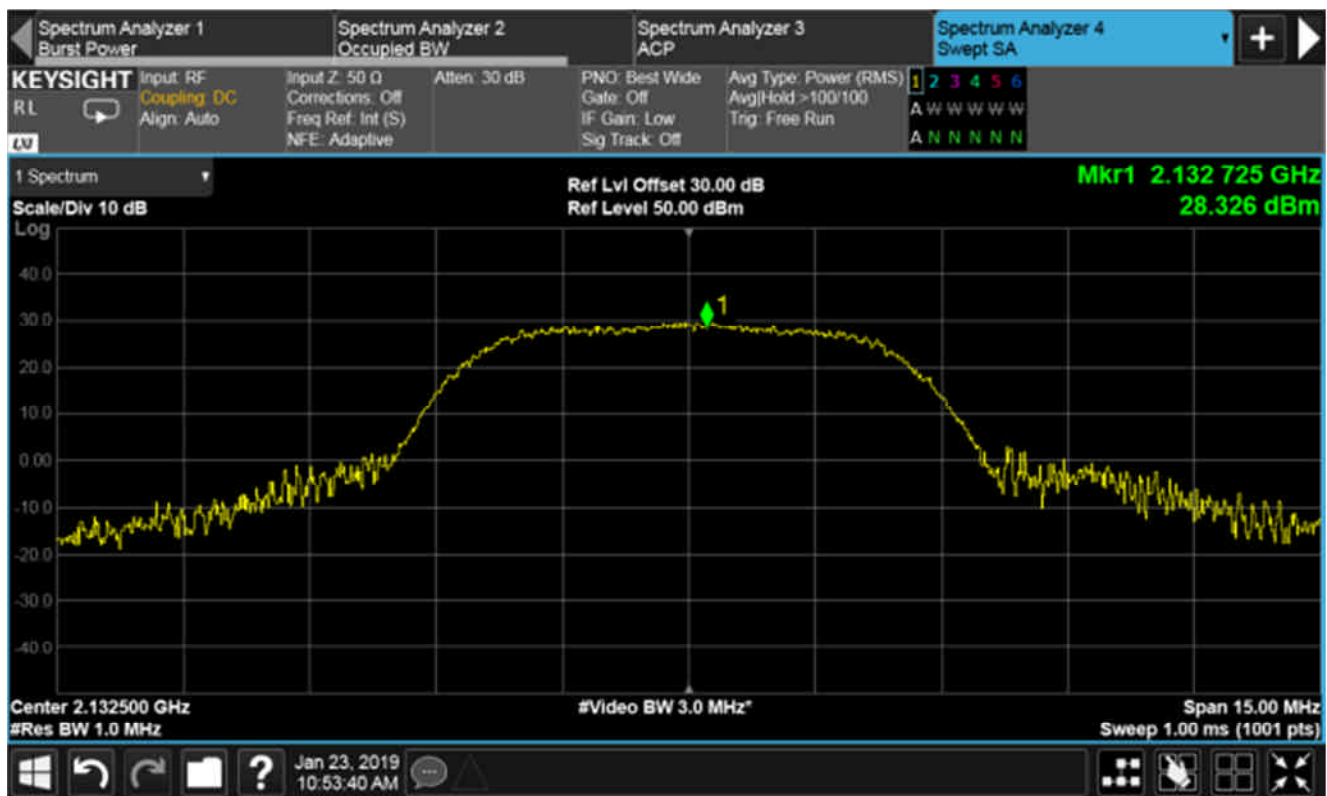 Spectrum Analyzer 1
Burst Power
Spectrum Analyzer 2
Occupied BW
Spectrum Analyzer 3
ACP
Spectrum Analyzer 4
Swept SA
KEYSIGHT
RL
LXI
Input: RF
Coupling: DC
Align: Auto
Input Z: 50 Ω
Corrections: Off
Freq Ref: Int (S)
NFE: Adaptive
Atten: 30 dB
PNO: Best Wide
Gate: Off
IF Gain: Low
Sig Track: Off
Avg Type: Power (RMS)
Avg|Hold >100/100
Trig: Free Run
1 2 3 4 5 6
A W W W W W
A N N N N N
1 Spectrum
Scale/Div 10 dB
Ref Lvl Offset 30.00 dB
Ref Level 50.00 dBm
Mkr1 2.132 725 GHz
28.326 dBm
Log
40.0
30.0
20.0
10.0
0.00
-10.0
-20.0
-30.0
-40.0
1
Center 2.132500 GHz
#Res BW 1.0 MHz
#Video BW 3.0 MHz*
Span 15.00 MHz
Sweep 1.00 ms (1001 pts)
?
Jan 23, 2019
10:53:40 AM